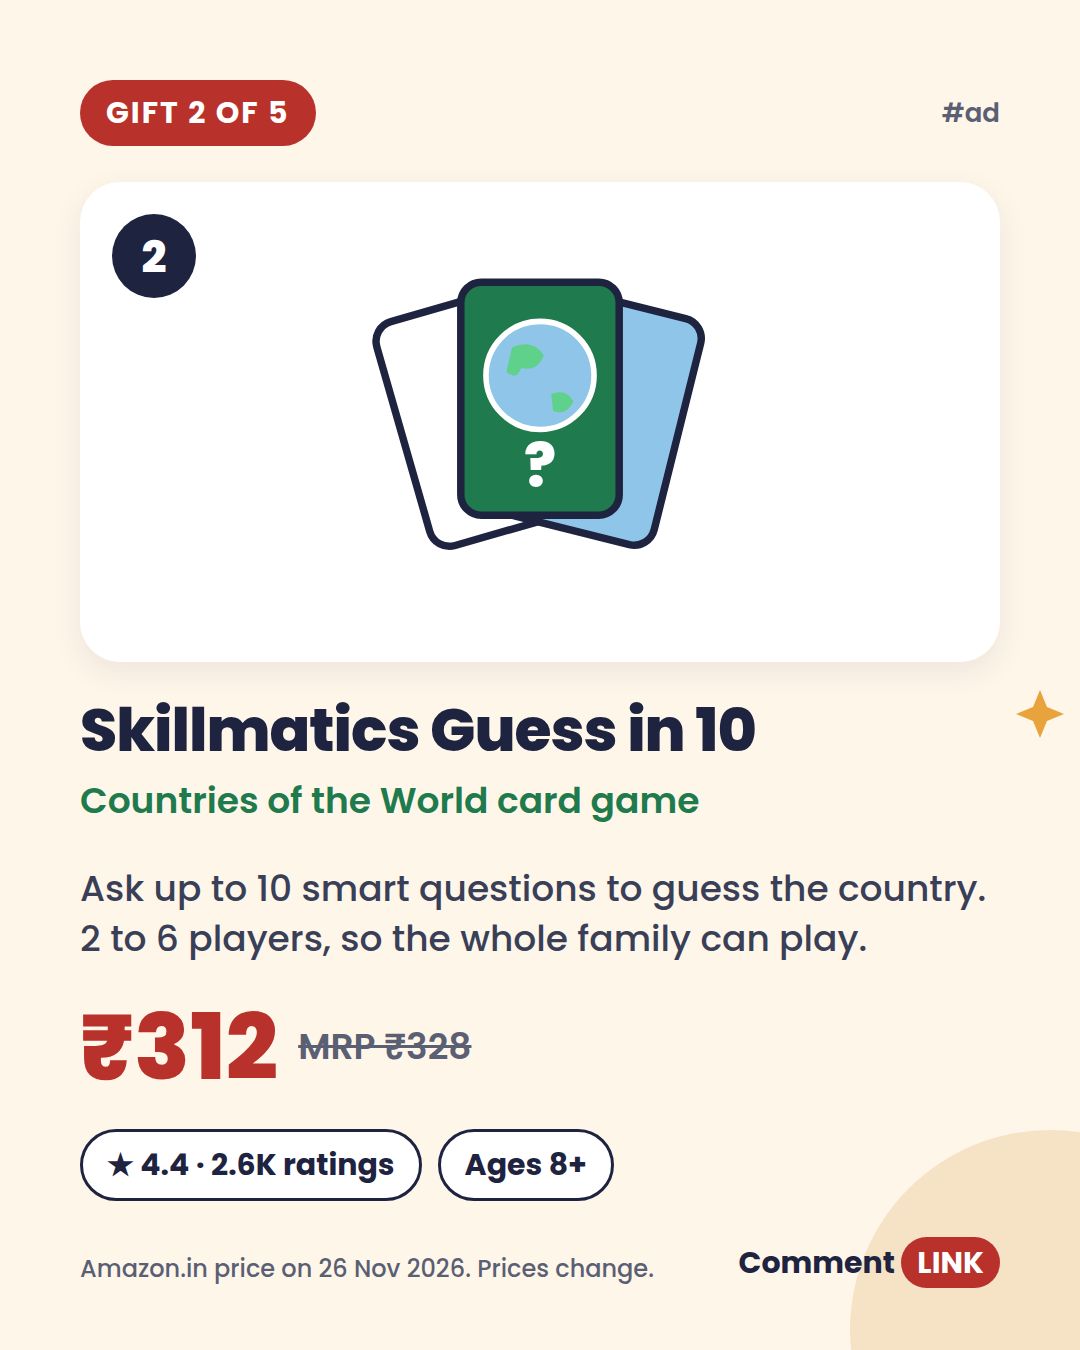 GIFT 2 OF 5
#ad
2
?
Skillmatics Guess in 10
Countries of the World card game
Ask up to 10 smart questions to guess the country.
2 to 6 players, so the whole family can play.
₹312 MRP ₹328
★ 4.4 · 2.6K ratings
Ages 8+
Amazon.in price on 26 Nov 2026. Prices change.
Comment LINK